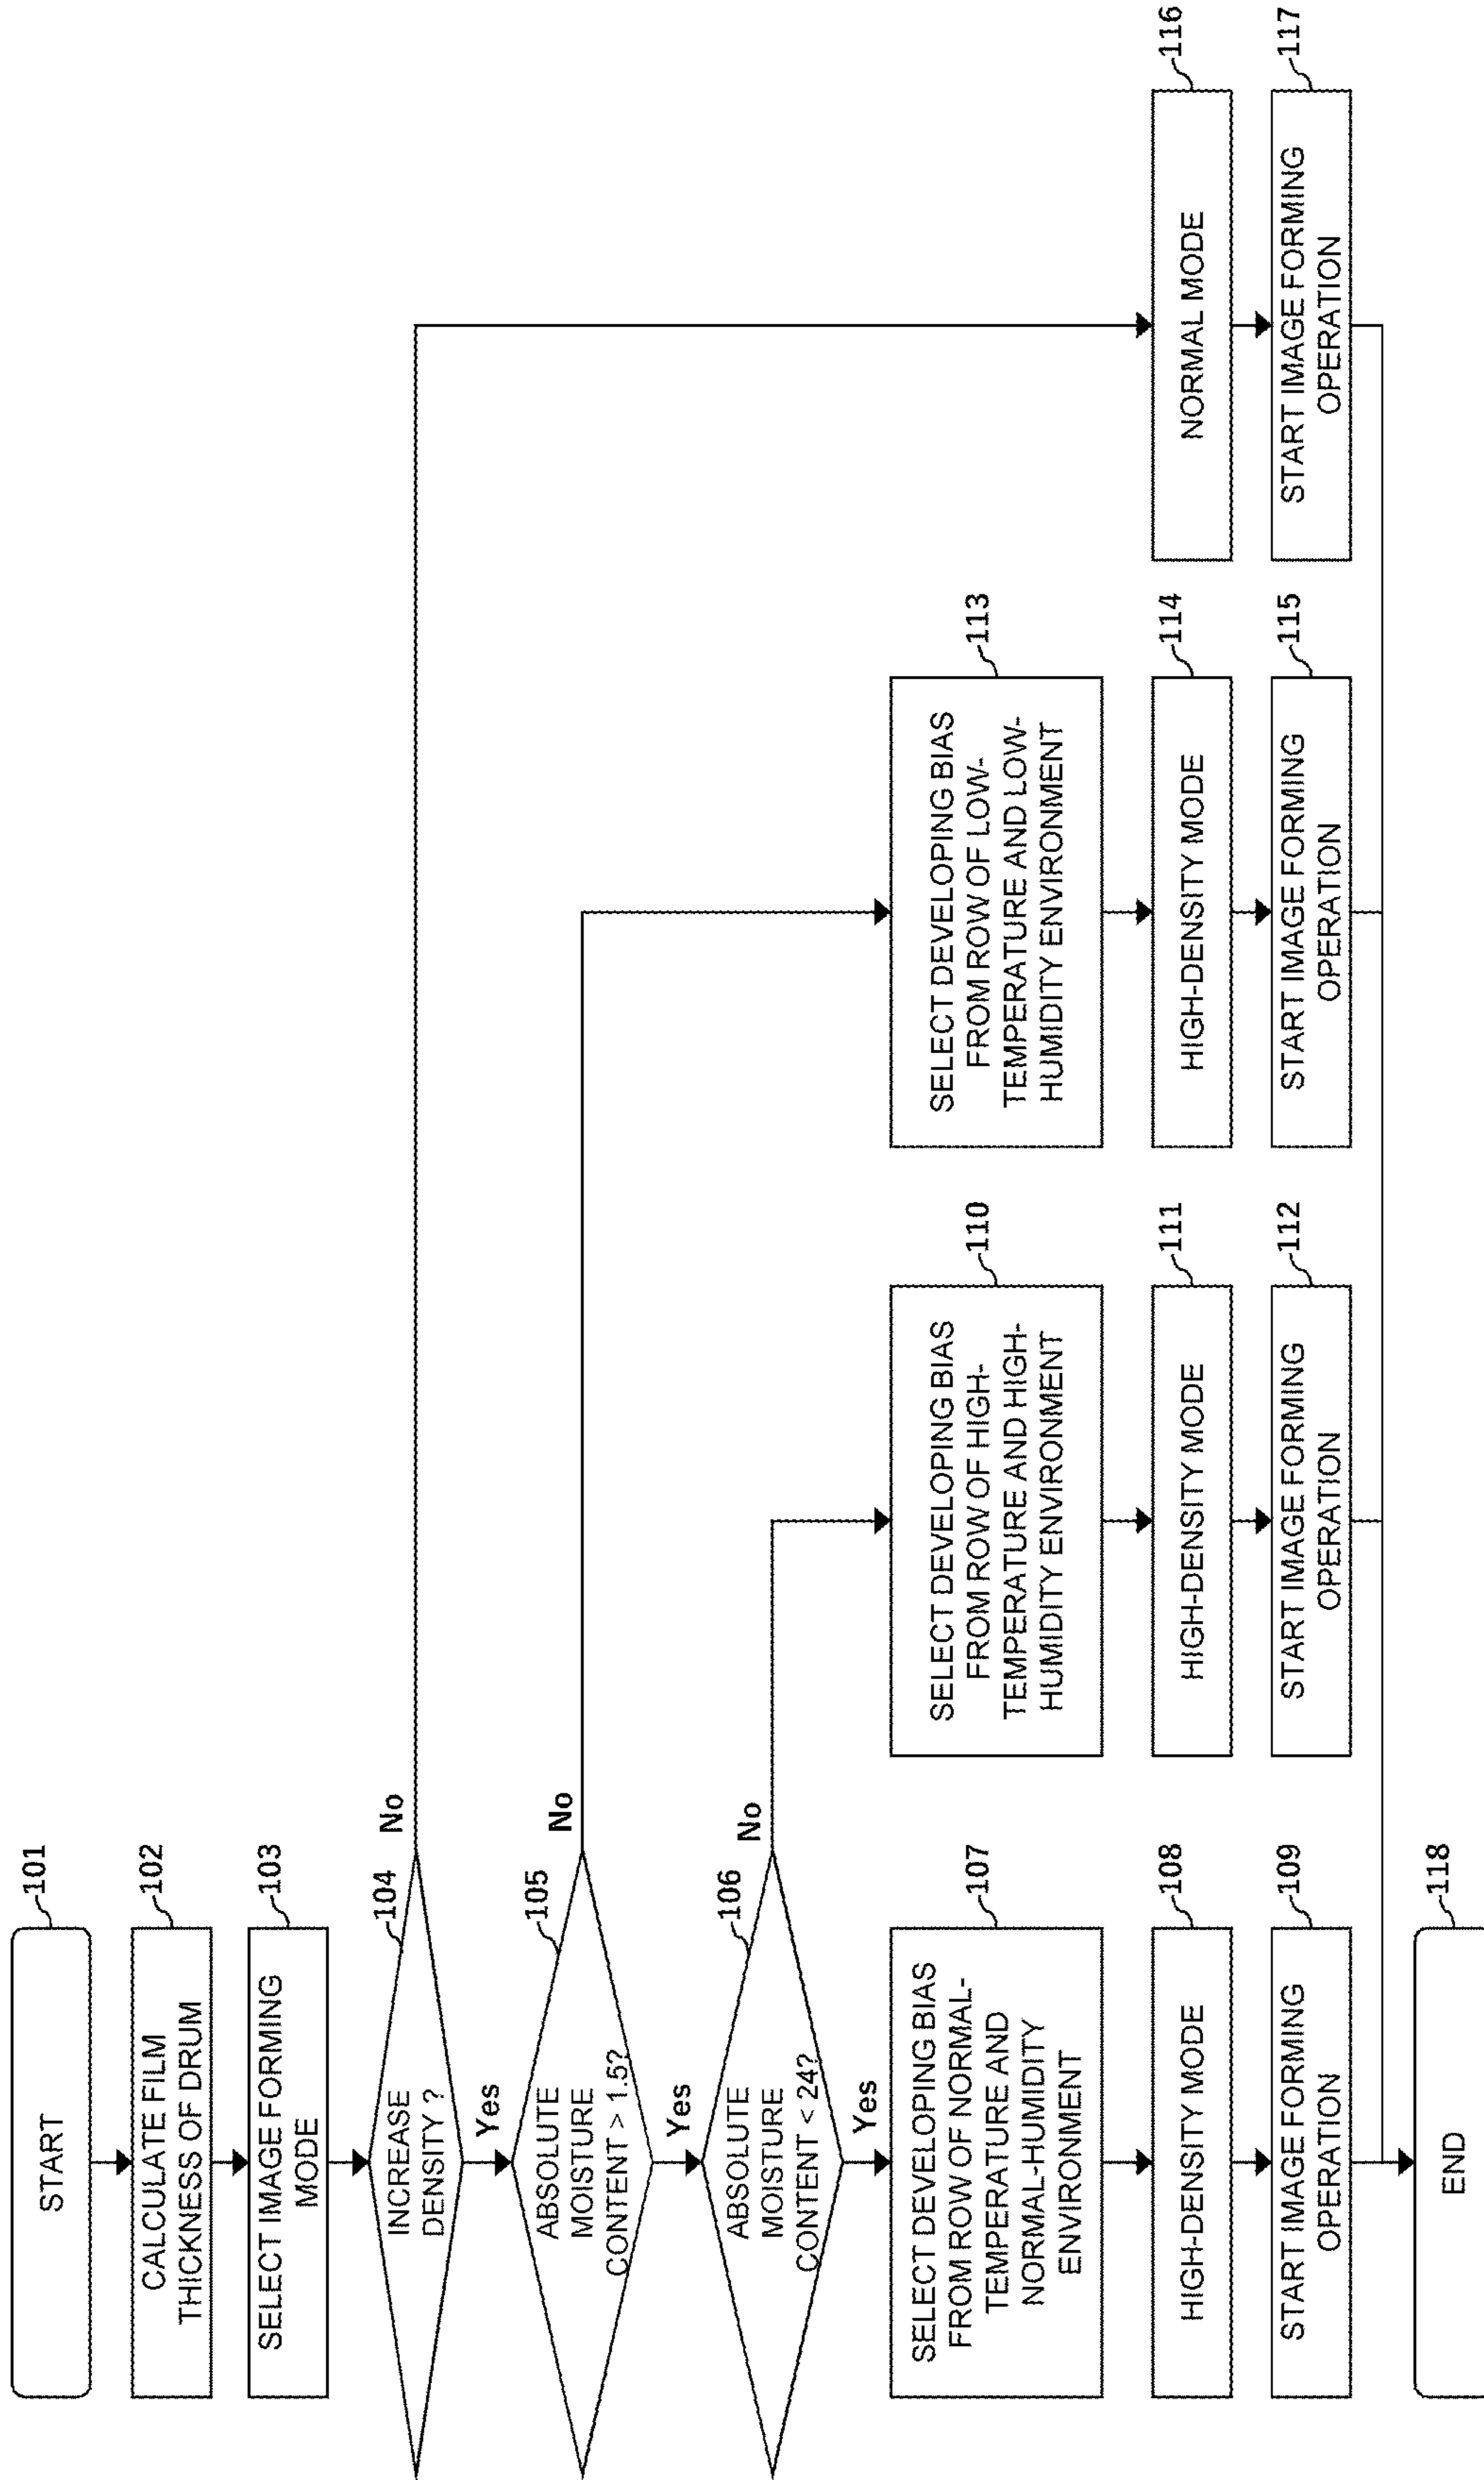 START
101
CALCULATE FILM
THICKNESS OF DRUM
102
SELECT IMAGE FORMING
MODE
103
INCREASE
DENSITY ?
104
No
Yes
ABSOLUTE
MOISTURE
CONTENT > 1.5?
105
No
Yes
ABSOLUTE
MOISTURE
CONTENT < 24?
106
No
Yes
SELECT DEVELOPING BIAS
FROM ROW OF NORMAL-
TEMPERATURE AND
NORMAL-HUMIDITY
ENVIRONMENT
107
HIGH-DENSITY MODE
108
START IMAGE FORMING
OPERATION
109
SELECT DEVELOPING BIAS
FROM ROW OF HIGH-
TEMPERATURE AND HIGH-
HUMIDITY ENVIRONMENT
110
HIGH-DENSITY MODE
111
START IMAGE FORMING
OPERATION
112
SELECT DEVELOPING BIAS
FROM ROW OF LOW-
TEMPERATURE AND LOW-
HUMIDITY ENVIRONMENT
113
HIGH-DENSITY MODE
114
START IMAGE FORMING
OPERATION
115
NORMAL MODE
116
START IMAGE FORMING
OPERATION
117
END
118